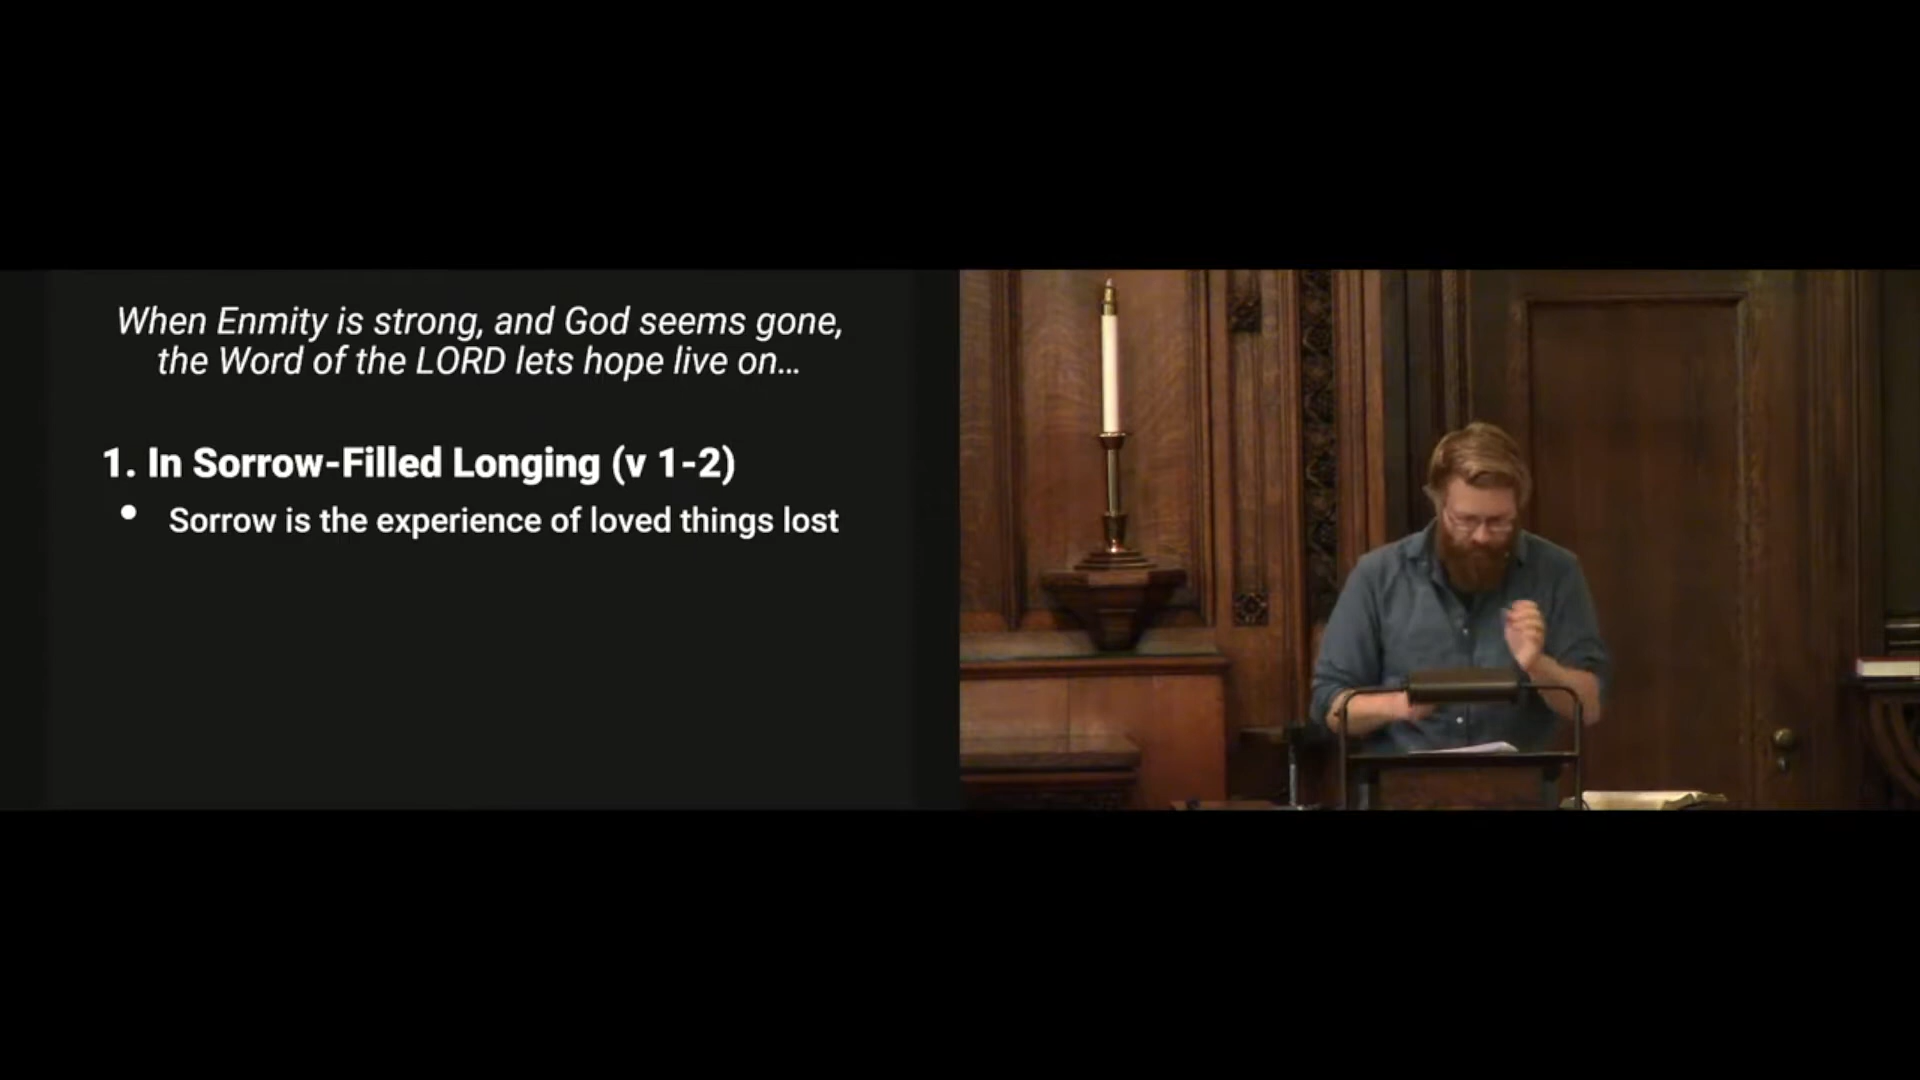 When Enmity is strong, and God seems gone,
the Word of the LORD lets hope live on...
1. In Sorrow-Filled Longing (v 1-2)
• Sorrow is the experience of loved things lost